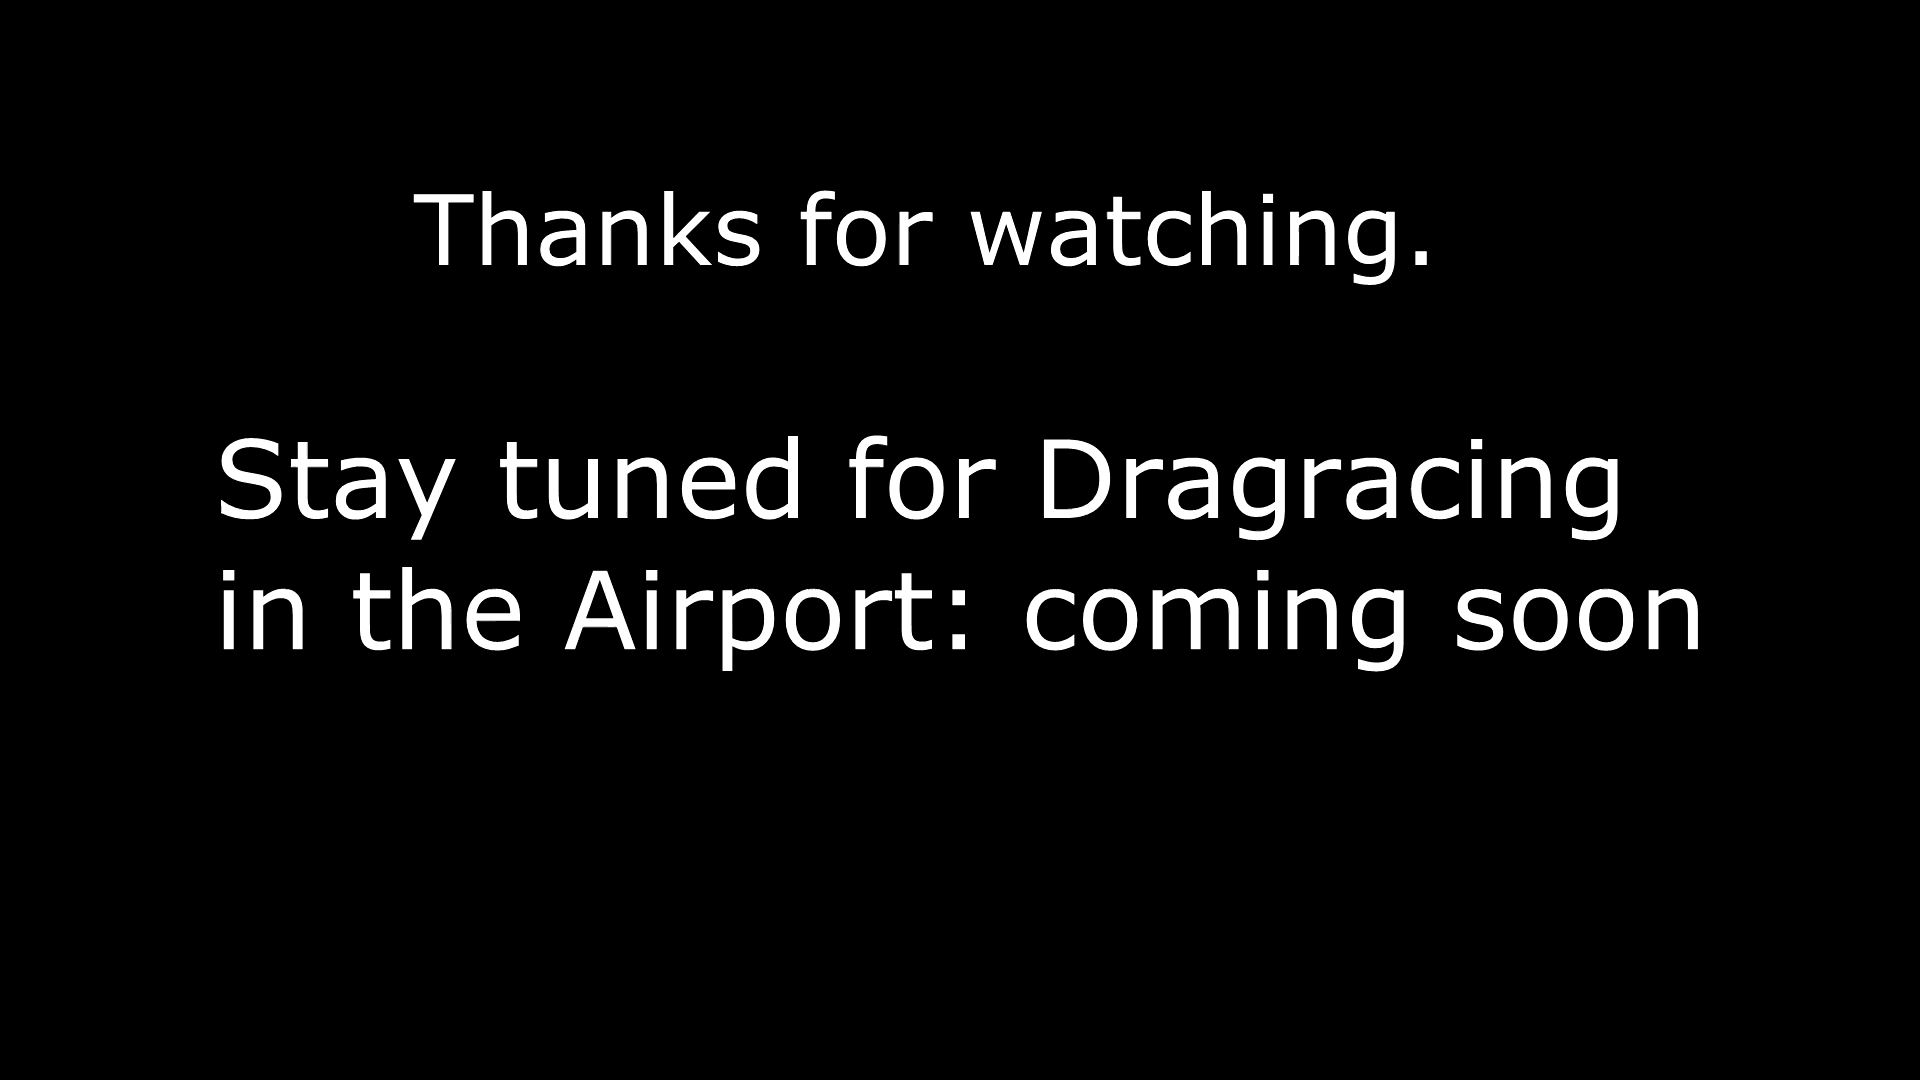 Thanks for watching.
Stay tuned for Dragracing
in the Airport: coming soon